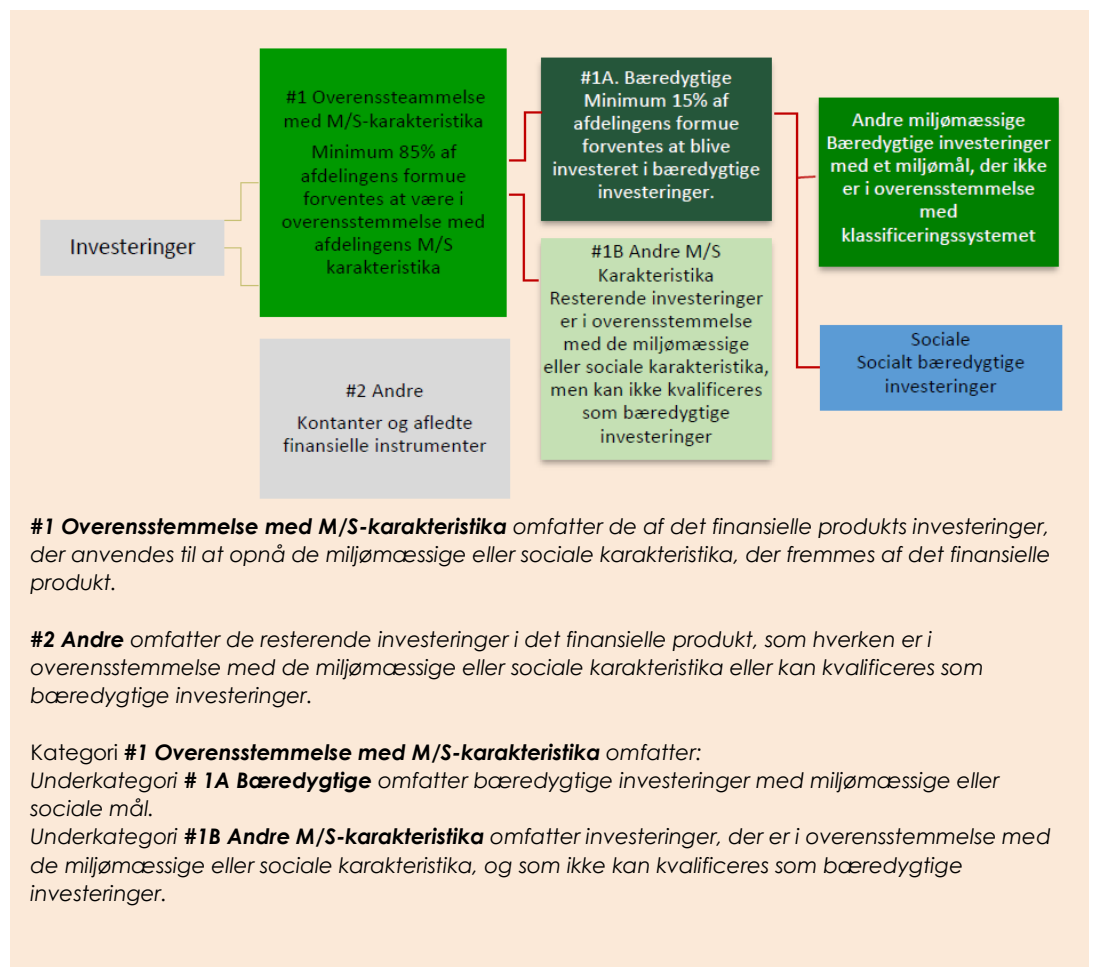 Investeringer
#1 Overenssteammelse
med M/S-karakteristika
Minimum 85% af
afdelingens formue
forventes at være i
overensstemmelse med
afdelingens M/S
karakteristika
#2 Andre
Kontanter og afledte
finansielle instrumenter
#1A. Bæredygtige
Minimum 15% af
afdelingens formue
forventes at blive
investeret i bæredygtige
investeringer.
#1B Andre M/S
Karakteristika
Resterende investeringer
er i overensstemmelse
med de miljømæssige
eller sociale karakteristika,
men kan ikke kvalificeres
som bæredygtige
investeringer
Andre miljømæssige
Bæredygtige investeringer
med et miljømål, der ikke
er i overensstemmelse
med
klassificeringssystemet
Sociale
Socialt bæredygtige
investeringer
#1 Overensstemmelse med M/S-karakteristika omfatter de af det finansielle produkts investeringer,
der anvendes til at opnå de miljømæssige eller sociale karakteristika, der fremmes af det finansielle
produkt.
#2 Andre omfatter de resterende investeringer i det finansielle produkt, som hverken er i
overensstemmelse med de miljømæssige eller sociale karakteristika eller kan kvalificeres som
bæredygtige investeringer.
Kategori #1 Overensstemmelse med M/S-karakteristika omfatter:
Underkategori # 1A Bæredygtige omfatter bæredygtige investeringer med miljømæssige eller
sociale mål.
Underkategori #1B Andre M/S-karakteristika omfatter investeringer, der er i overensstemmelse med
de miljømæssige eller sociale karakteristika, og som ikke kan kvalificeres som bæredygtige
investeringer.